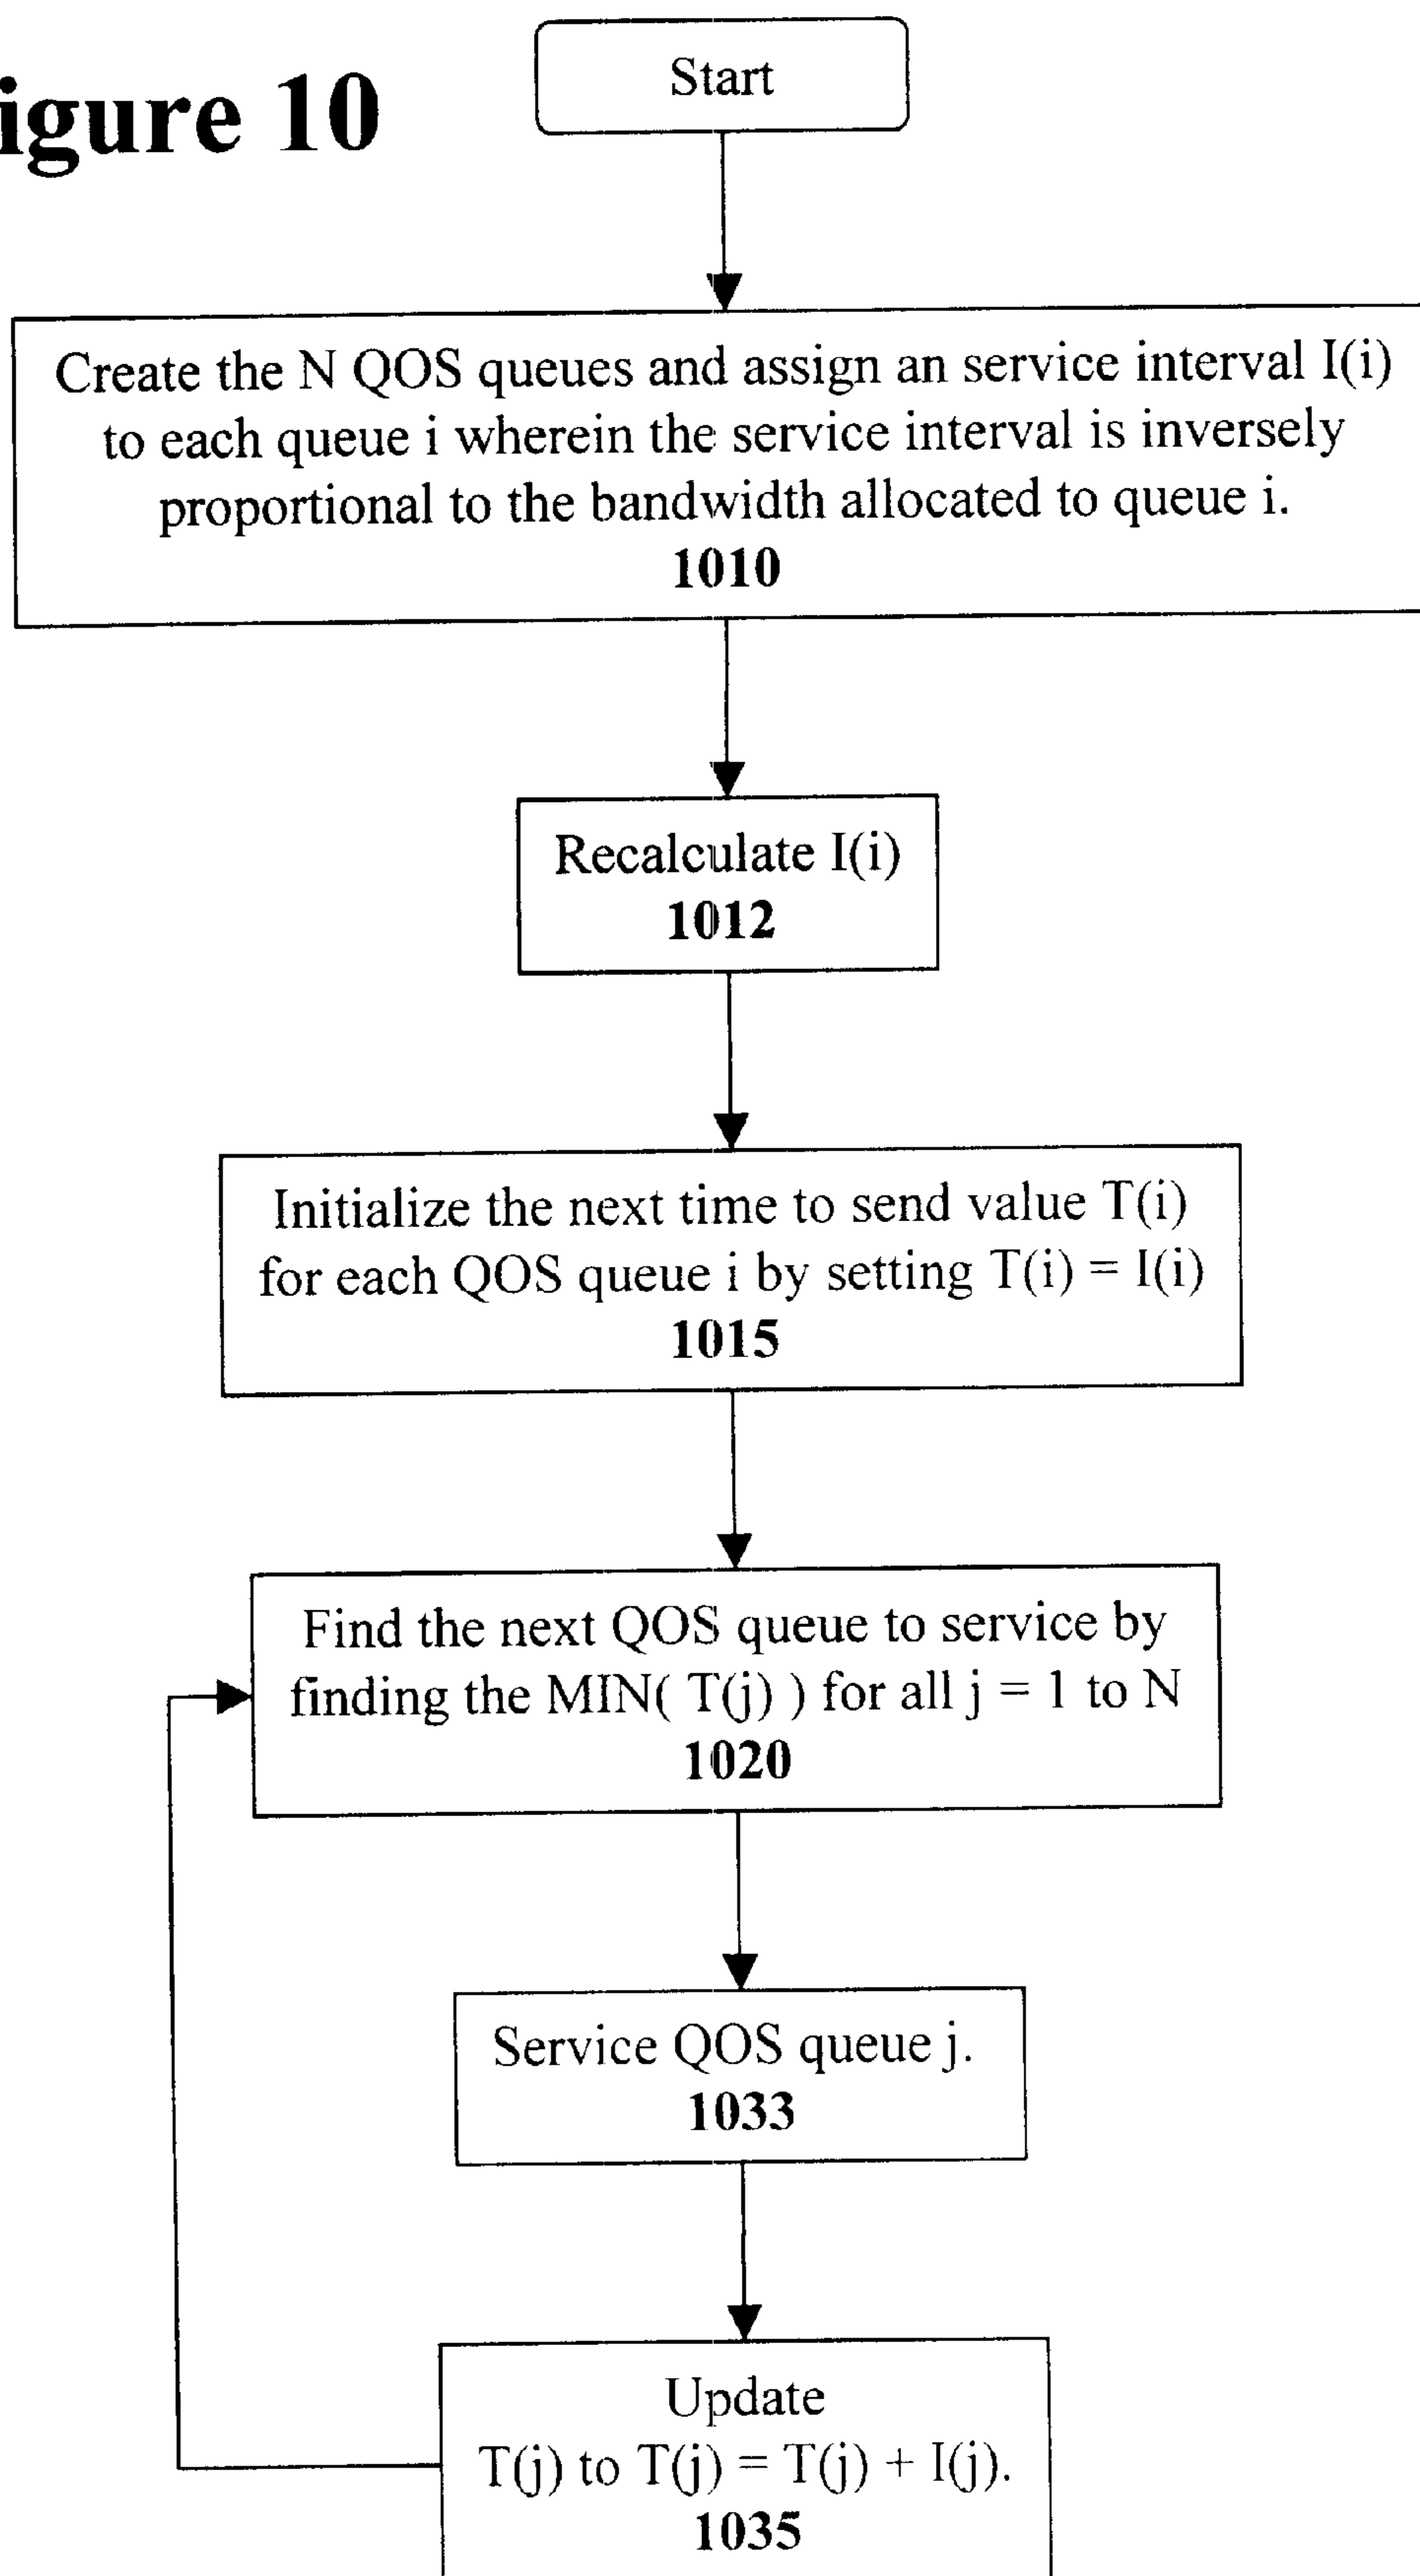 igure 10
Start
Create the N QOS queues and assign an service interval I(i)
to each queue i wherein the service interval is inversely
proportional to the bandwidth allocated to queue i.
1010
Recalculate I(i)
1012
Initialize the next time to send value T(i)
for each QOS queue i by setting T(i) = I(i)
1015
Find the next QOS queue to service by
finding the MIN( T(j) ) for all j = 1 to N
1020
Service QOS queue j.
1033
Update
T(j) to T(j) = T(j) + I(j).
1035